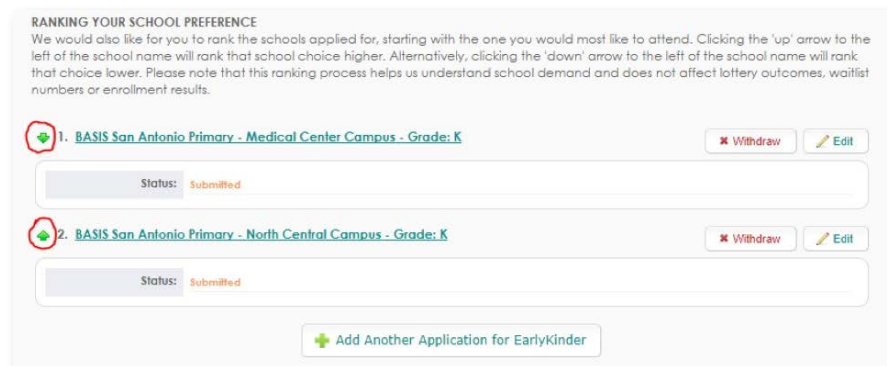 RANKING YOUR SCHOOL PREFERENCE
We would also like for you to rank the schools applied for, starting with the one you would most like to attend. Clicking the 'up' arrow to the
left of the school name will rank that school choice higher. Alternatively, clicking the 'down' arrow to the left of the school name will rank
that choice lower. Please note that this ranking process helps us understand school demand and does not affect lottery outcomes, waitlist
numbers or enrollment results.
1. BASIS San Antonio Primary - Medical Center Campus - Grade: K Withdraw Edit
Status: Submitted
2. BASIS San Antonio Primary - North Central Campus - Grade: K Withdraw Edit
Status: Submitted
Add Another Application for EarlyKinder